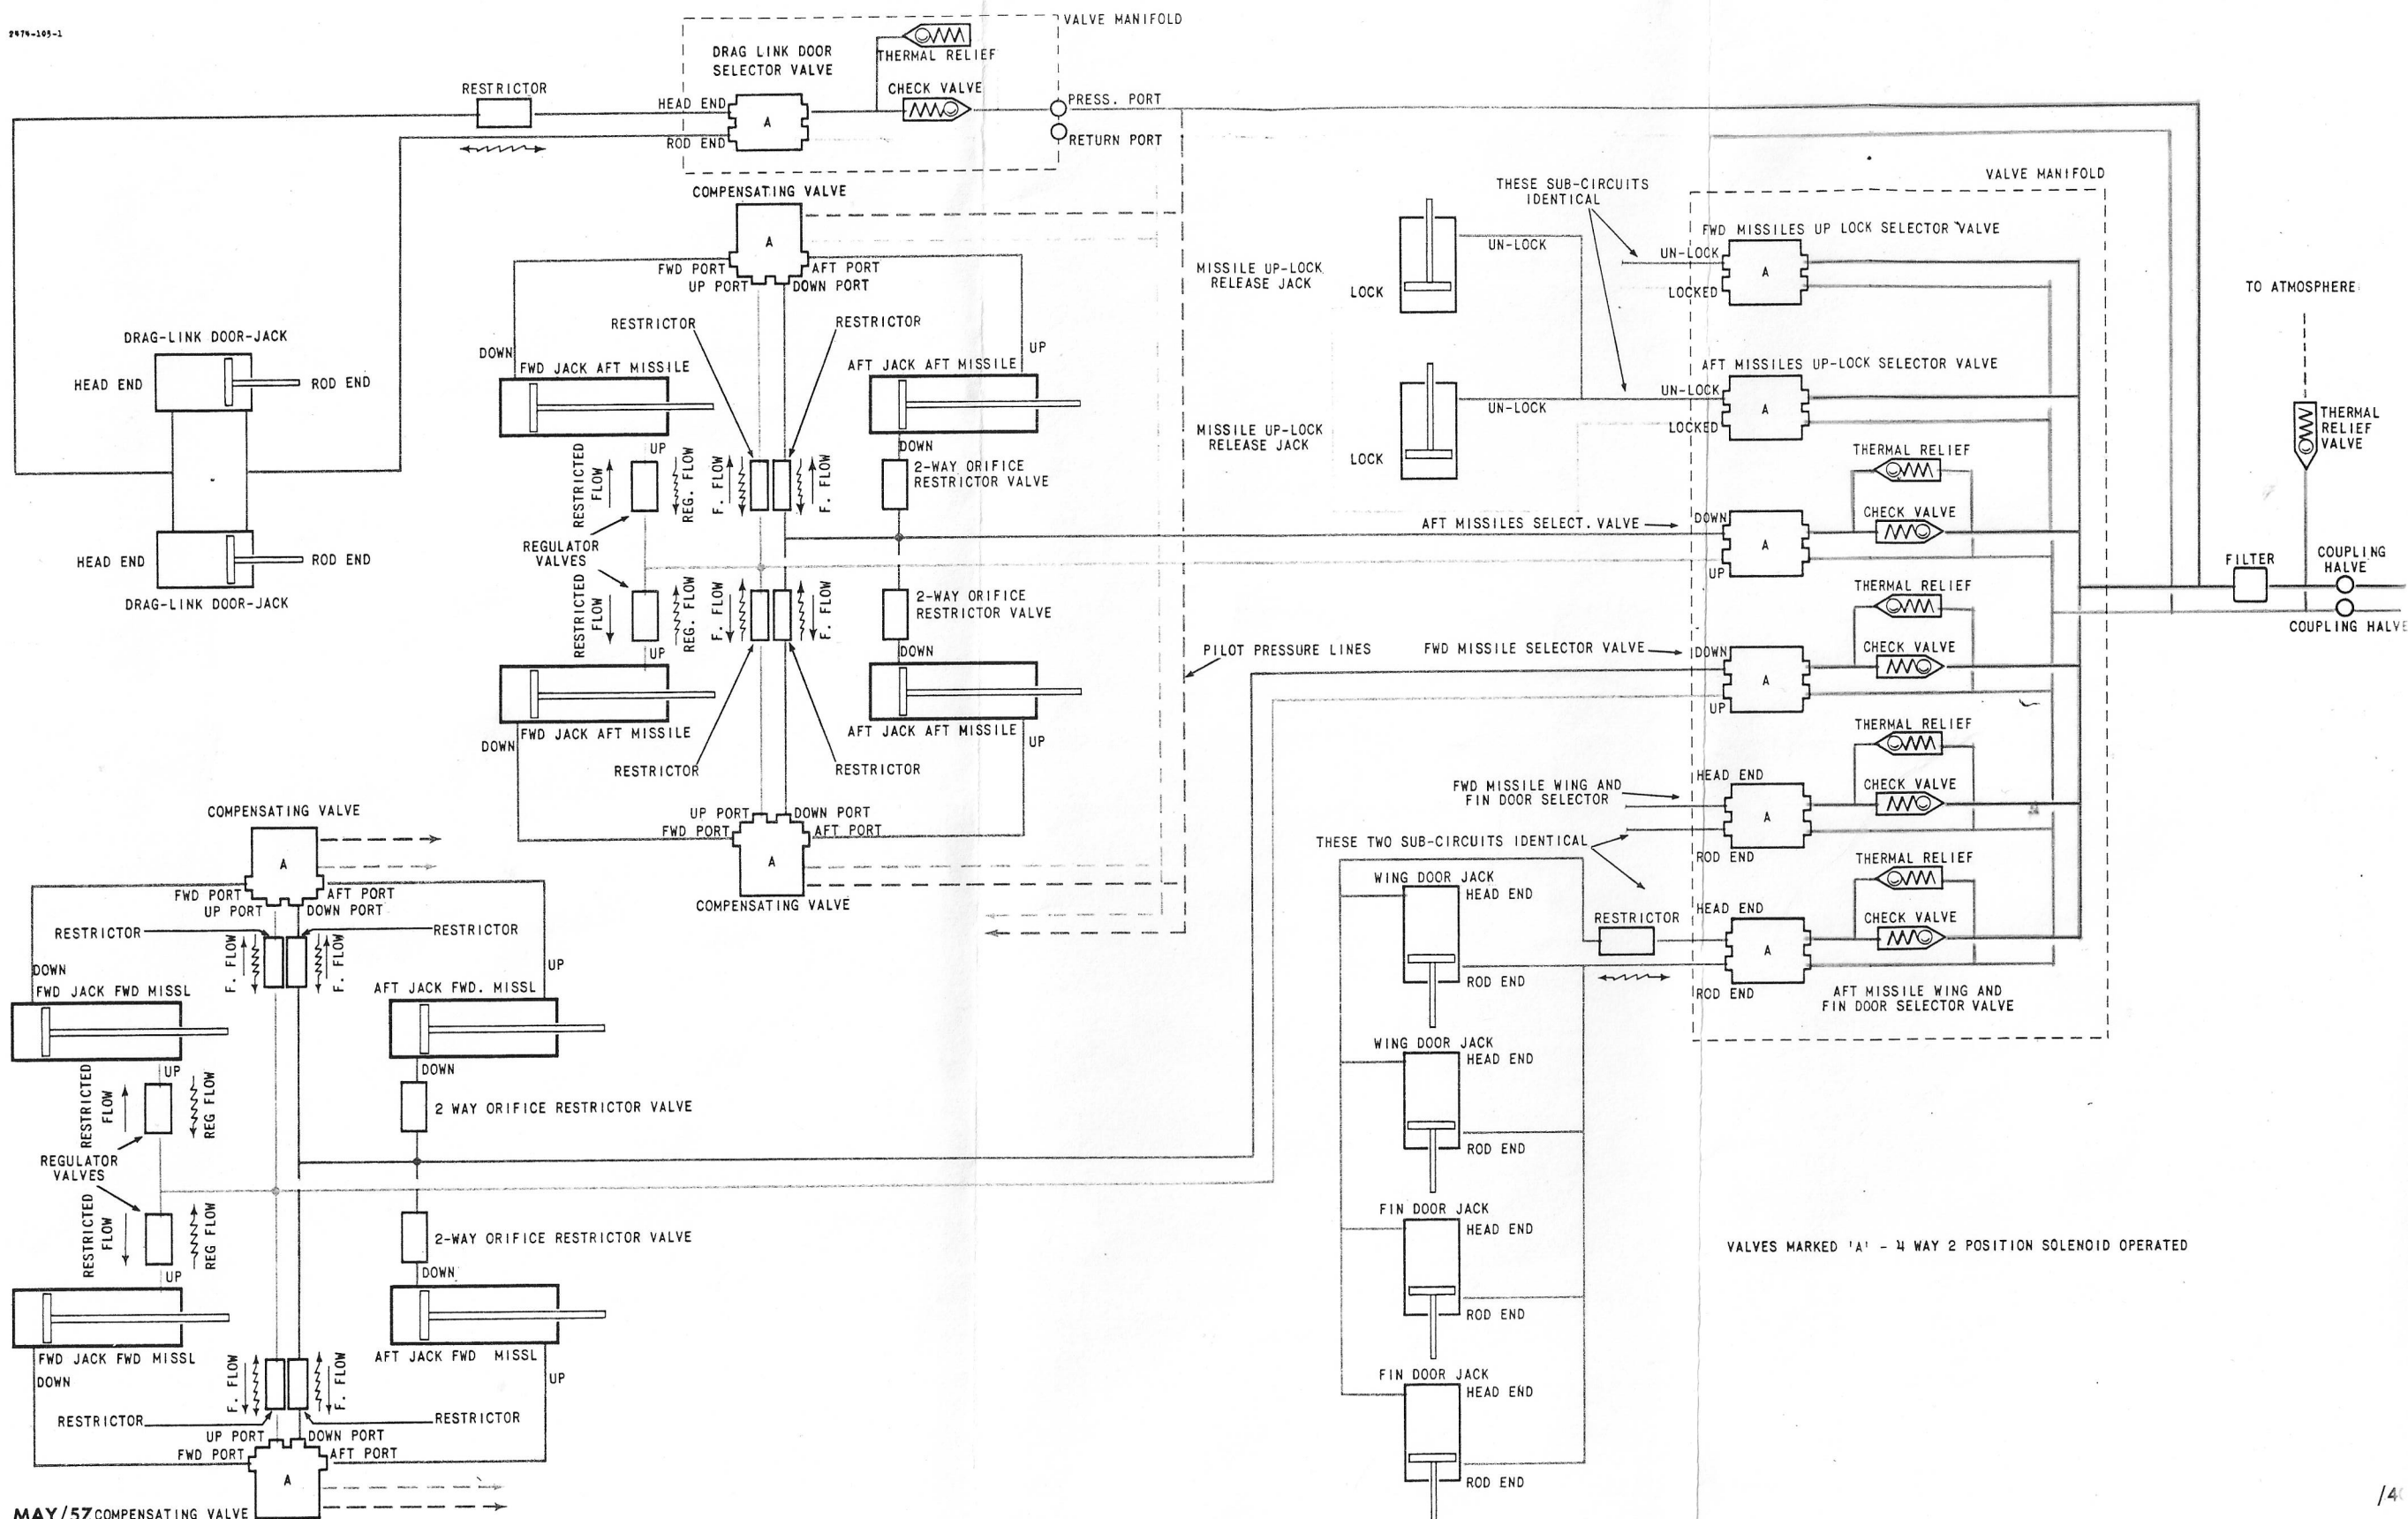 2474-105-1
VALVE MANIFOLD
DRAG LINK DOOR
SELECTOR VALVE
THERMAL RELIEF
CHECK VALVE
RESTRICTOR
HEAD END
A
ROD END
PRESS. PORT
RETURN PORT
COMPENSATING VALVE
A
FWD PORT
AFT PORT
UP PORT
DOWN PORT
RESTRICTOR
RESTRICTOR
DOWN
UP
FWD JACK AFT MISSILE
AFT JACK AFT MISSILE
DRAG-LINK DOOR-JACK
HEAD END
ROD END
HEAD END
ROD END
DRAG-LINK DOOR-JACK
UP
DOWN
RESTRICTED
FLOW
REG. FLOW
F. FLOW
F. FLOW
2-WAY ORIFICE
RESTRICTOR VALVE
REGULATOR
VALVES
RESTRICTED
FLOW
REG. FLOW
F. FLOW
F. FLOW
2-WAY ORIFICE
RESTRICTOR VALVE
UP
DOWN
FWD JACK AFT MISSILE
AFT JACK AFT MISSILE
DOWN
UP
RESTRICTOR
RESTRICTOR
UP PORT
DOWN PORT
FWD PORT
AFT PORT
A
COMPENSATING VALVE
COMPENSATING VALVE
A
FWD PORT
AFT PORT
UP PORT
DOWN PORT
RESTRICTOR
RESTRICTOR
F. FLOW
F. FLOW
DOWN
UP
FWD JACK FWD MISSL
AFT JACK FWD. MISSL
UP
DOWN
RESTRICTED
FLOW
REG FLOW
2 WAY ORIFICE RESTRICTOR VALVE
REGULATOR
VALVES
RESTRICTED
FLOW
REG FLOW
2-WAY ORIFICE RESTRICTOR VALVE
UP
DOWN
FWD JACK FWD MISSL
AFT JACK FWD MISSL
DOWN
UP
F. FLOW
F. FLOW
RESTRICTOR
RESTRICTOR
UP PORT
DOWN PORT
FWD PORT
AFT PORT
A
MAY/57 COMPENSATING VALVE
THESE SUB-CIRCUITS
IDENTICAL
VALVE MANIFOLD
FWD MISSILES UP LOCK SELECTOR VALVE
UN-LOCK
UN-LOCK
A
LOCKED
MISSILE UP-LOCK
RELEASE JACK
LOCK
AFT MISSILES UP-LOCK SELECTOR VALVE
UN-LOCK
UN-LOCK
A
LOCKED
MISSILE UP-LOCK
RELEASE JACK
LOCK
THERMAL RELIEF
AFT MISSILES SELECT. VALVE
DOWN
CHECK VALVE
A
UP
THERMAL RELIEF
PILOT PRESSURE LINES
FWD MISSILE SELECTOR VALVE
DOWN
CHECK VALVE
A
UP
THERMAL RELIEF
FWD MISSILE WING AND
FIN DOOR SELECTOR
HEAD END
CHECK VALVE
A
ROD END
THESE TWO SUB-CIRCUITS IDENTICAL
THERMAL RELIEF
HEAD END
CHECK VALVE
RESTRICTOR
A
ROD END
AFT MISSILE WING AND
FIN DOOR SELECTOR VALVE
WING DOOR JACK
HEAD END
ROD END
WING DOOR JACK
HEAD END
ROD END
FIN DOOR JACK
HEAD END
ROD END
FIN DOOR JACK
HEAD END
ROD END
TO ATMOSPHERE
THERMAL
RELIEF
VALVE
FILTER
COUPLING
HALVE
COUPLING HALVE
VALVES MARKED 'A' - 4 WAY 2 POSITION SOLENOID OPERATED